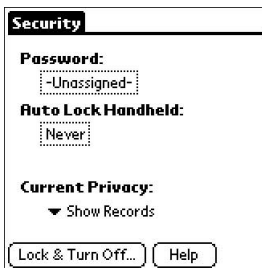 Security
Password:
-Unassigned-
Auto Lock Handheld:
Never
Current Privacy:
Show Records
Lock & Turn Off... Help